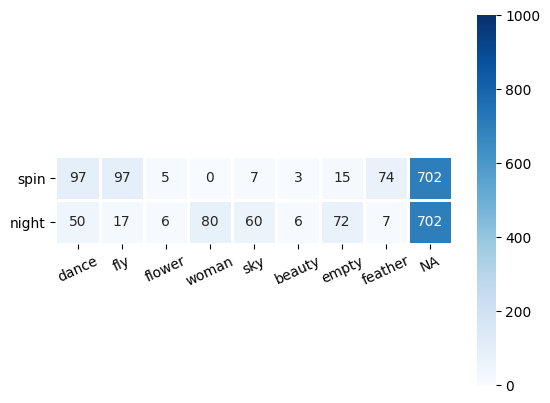 1000
800
600
400
200
0
spin 97 97 5 0 7 3 15 74 702
night 50 17 6 80 60 6 72 7 702
dance fly flower woman sky beauty empty feather NA